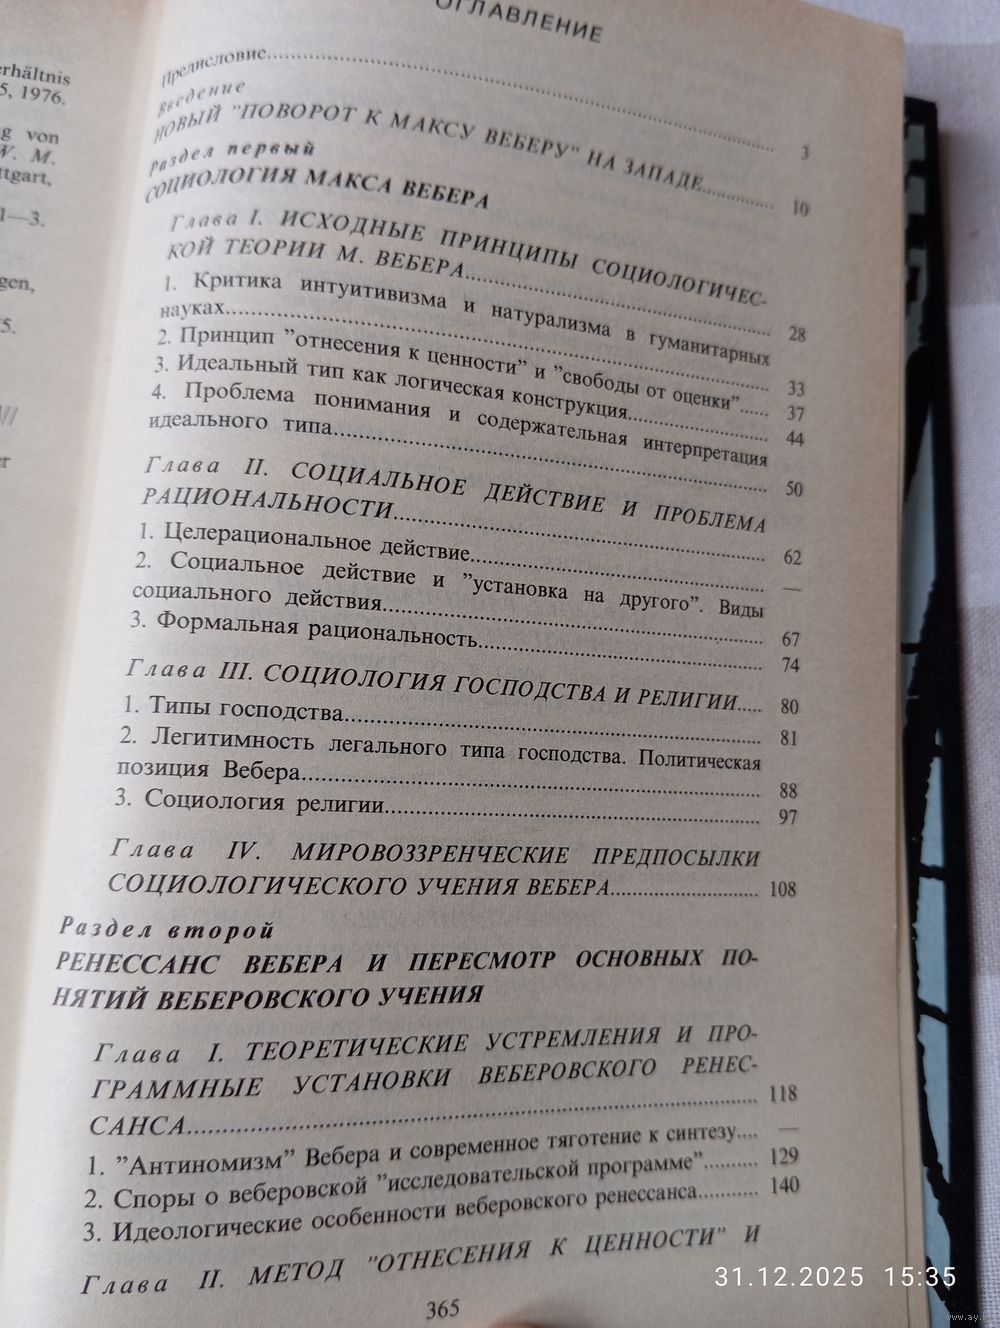 ОГЛАВЛЕНИЕ
Предисловие........ 3
Введение
НОВЫЙ "ПОВОРОТ К МАКСУ ВЕБЕРУ" НА ЗАПАДЕ........ 10
Раздел первый
СОЦИОЛОГИЯ МАКСА ВЕБЕРА
Глава I. ИСХОДНЫЕ ПРИНЦИПЫ СОЦИОЛОГИЧЕС-
КОЙ ТЕОРИИ М. ВЕБЕРА........ 28
1. Критика интуитивизма и натурализма в гуманитарных
науках........ 33
2. Принцип "отнесения к ценности" и "свободы от оценки"...... 37
3. Идеальный тип как логическая конструкция........ 44
4. Проблема понимания и содержательная интерпретация
идеального типа........ 50
Глава II. СОЦИАЛЬНОЕ ДЕЙСТВИЕ И ПРОБЛЕМА
РАЦИОНАЛЬНОСТИ........ 62
1. Целерациональное действие........ —
2. Социальное действие и "установка на другого". Виды
социального действия........ 67
3. Формальная рациональность........ 74
Глава III. СОЦИОЛОГИЯ ГОСПОДСТВА И РЕЛИГИИ..... 80
1. Типы господства........ 81
2. Легитимность легального типа господства. Политическая
позиция Вебера........ 88
3. Социология религии........ 97
Глава IV. МИРОВОЗЗРЕНЧЕСКИЕ ПРЕДПОСЫЛКИ
СОЦИОЛОГИЧЕСКОГО УЧЕНИЯ ВЕБЕРА........ 108
Раздел второй
РЕНЕССАНС ВЕБЕРА И ПЕРЕСМОТР ОСНОВНЫХ ПО-
НЯТИЙ ВЕБЕРОВСКОГО УЧЕНИЯ
Глава I. ТЕОРЕТИЧЕСКИЕ УСТРЕМЛЕНИЯ И ПРО-
ГРАММНЫЕ УСТАНОВКИ ВЕБЕРОВСКОГО РЕНЕС-
САНСА........ 118
1. "Антиномизм" Вебера и современное тяготение к синтезу.... —
2. Споры о веберовской "исследовательской программе"........ 129
3. Идеологические особенности веберовского ренессанса........ 140
Глава II. МЕТОД "ОТНЕСЕНИЯ К ЦЕННОСТИ" И
365
5, 1976.
von
W. M.
1—3.
31.12.2025 15:35